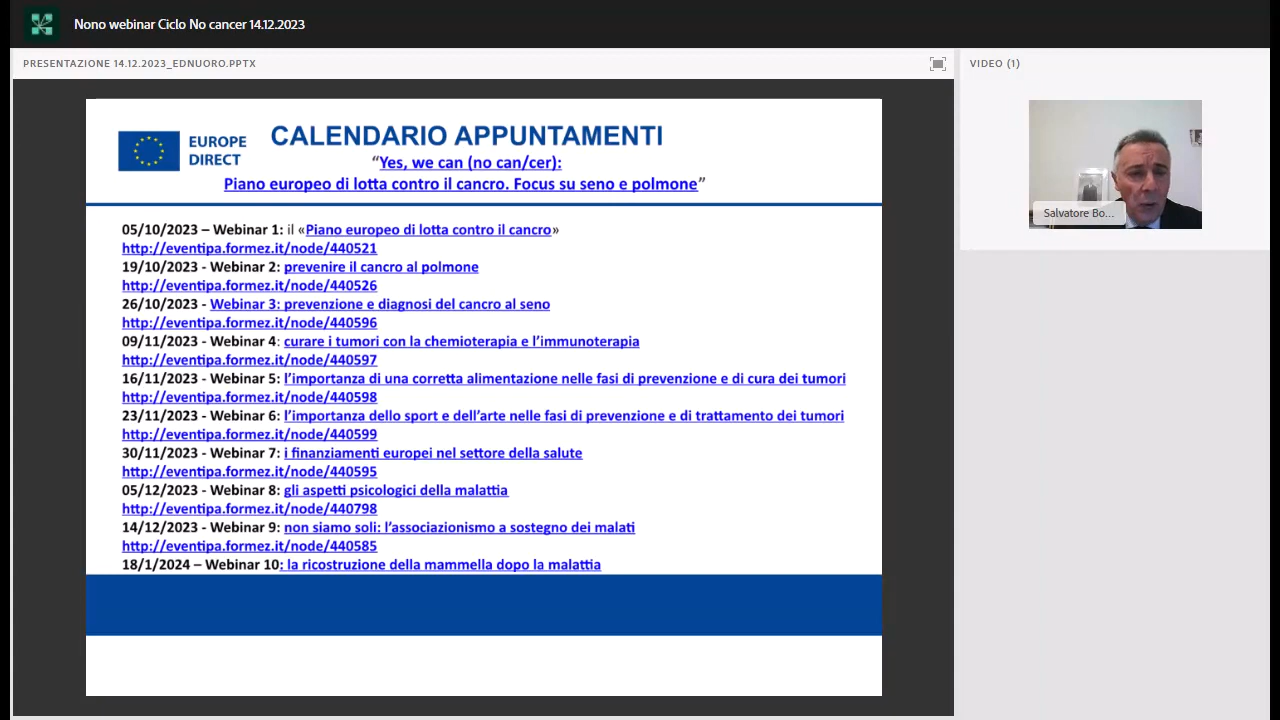 Nono webinar Ciclo No cancer 14.12.2023
PRESENTAZIONE 14.12.2023_EDNUORO.PPTX
VIDEO (1)
EUROPE
DIRECT
CALENDARIO APPUNTAMENTI
“Yes, we can (no can/cer):
Piano europeo di lotta contro il cancro. Focus su seno e polmone”
05/10/2023 – Webinar 1: il «Piano europeo di lotta contro il cancro»
http://eventipa.formez.it/node/440521
19/10/2023 - Webinar 2: prevenire il cancro al polmone
http://eventipa.formez.it/node/440526
26/10/2023 - Webinar 3: prevenzione e diagnosi del cancro al seno
http://eventipa.formez.it/node/440596
09/11/2023 - Webinar 4: curare i tumori con la chemioterapia e l’immunoterapia
http://eventipa.formez.it/node/440597
16/11/2023 - Webinar 5: l’importanza di una corretta alimentazione nelle fasi di prevenzione e di cura dei tumori
http://eventipa.formez.it/node/440598
23/11/2023 - Webinar 6: l’importanza dello sport e dell’arte nelle fasi di prevenzione e di trattamento dei tumori
http://eventipa.formez.it/node/440599
30/11/2023 - Webinar 7: i finanziamenti europei nel settore della salute
http://eventipa.formez.it/node/440595
05/12/2023 - Webinar 8: gli aspetti psicologici della malattia
http://eventipa.formez.it/node/440798
14/12/2023 - Webinar 9: non siamo soli: l’associazionismo a sostegno dei malati
http://eventipa.formez.it/node/440585
18/1/2024 – Webinar 10: la ricostruzione della mammella dopo la malattia
Salvatore Bo...